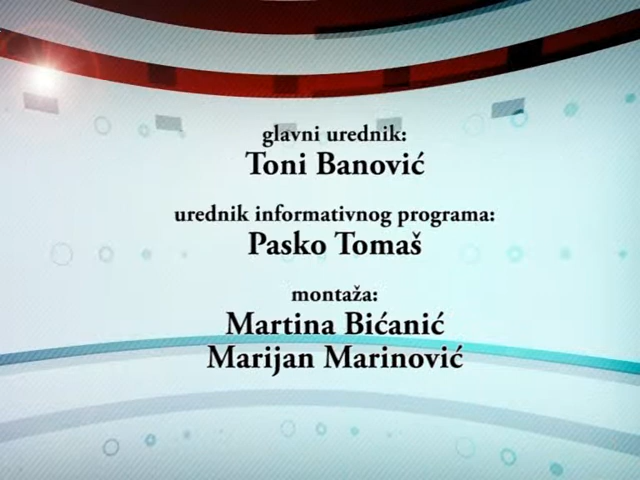 glavni urednik:
Toni Banović
urednik informativnog programa:
Pasko Tomaš
montaža:
Martina Bićanić
Marijan Marinović